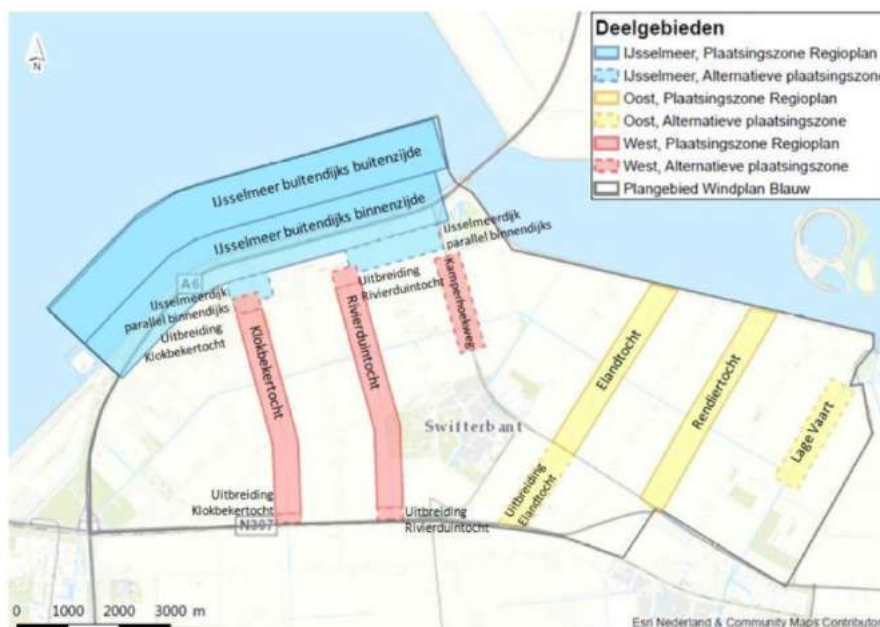 Deelgebieden
IJsselmeer, Plaatsingszone Regioplan
IJsselmeer, Alternatieve plaatsingszone
Oost, Plaatsingszone Regioplan
Oost, Alternatieve plaatsingszone
West, Plaatsingszone Regioplan
West, Alternatieve plaatsingszone
Plangebied Windplan Blauw
N
IJsselmeer buitendijks buitenzijde
IJsselmeer buitendijks binnenzijde
IJsselmeerdijk
parallel binnendijks
A6
IJsselmeerdijk
parallel binnendijks
Uitbreiding
Klokbekertocht
Uitbreiding
Rivierduintocht
Kamperhoekweg
Klokbekertocht
Rivierduintocht
Elandtocht
Rendiertocht
Lage Vaart
Swifterbant
Uitbreiding
Klokbekertocht
N307
Uitbreiding
Rivierduintocht
Uitbreiding
Elandtocht
0 1000 2000 3000 m
Esri Nederland & Community Maps Contributor